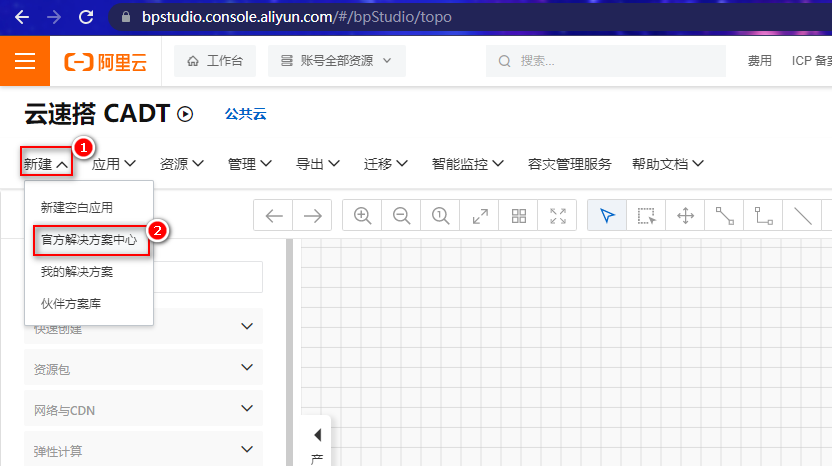 bpstudio.console.aliyun.com/#/bpStudio/topo
阿里云 工作台 账号全部资源 搜索... 费用 ICP 备案
云速搭 CADT 公共云
1
新建 应用 资源 管理 导出 迁移 智能监控 容灾管理服务 帮助文档
新建空白应用
2
官方解决方案中心
我的解决方案
伙伴方案库
快速创建
资源包
网络与CDN
弹性计算
产